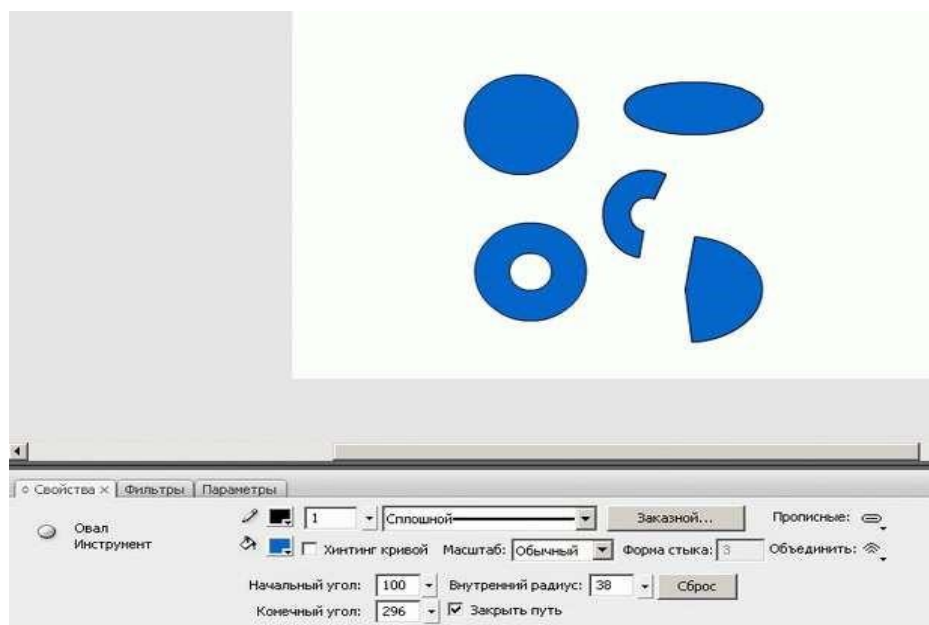 Свойства × Фильтры Параметры
Овал
Инструмент
1 Сплошной Заказной... Прописные:
Хинтинг кривой Масштаб: Обычный Форма стыка: 3 Объединить:
Начальный угол: 100 Внутренний радиус: 38 Сброс
Конечный угол: 296 Закрыть путь